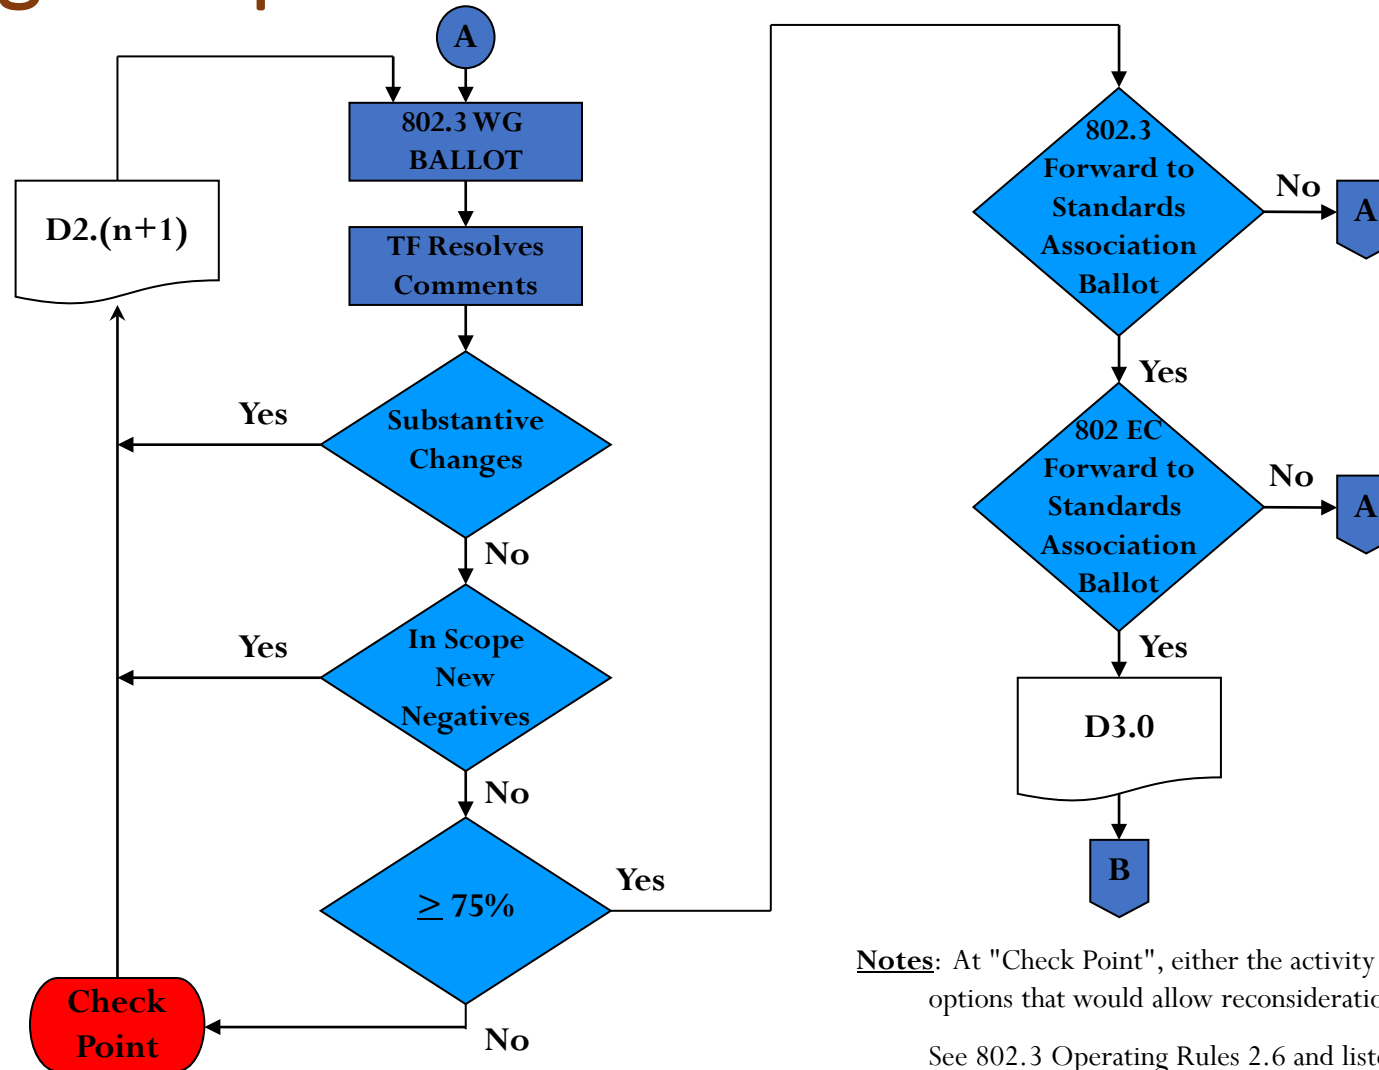 A
802.3 WG
BALLOT
D2.(n+1)
TF Resolves
Comments
Yes
Substantive
Changes
No
Yes
In Scope
New
Negatives
No
≥ 75%
Yes
Check
Point
No
802.3
Forward to
Standards
Association
Ballot
No
A
Yes
802 EC
Forward to
Standards
Association
Ballot
No
A
Yes
D3.0
B
Notes: At "Check Point", either the activity
options that would allow
See 802.3 Operating Rules 2.6 and